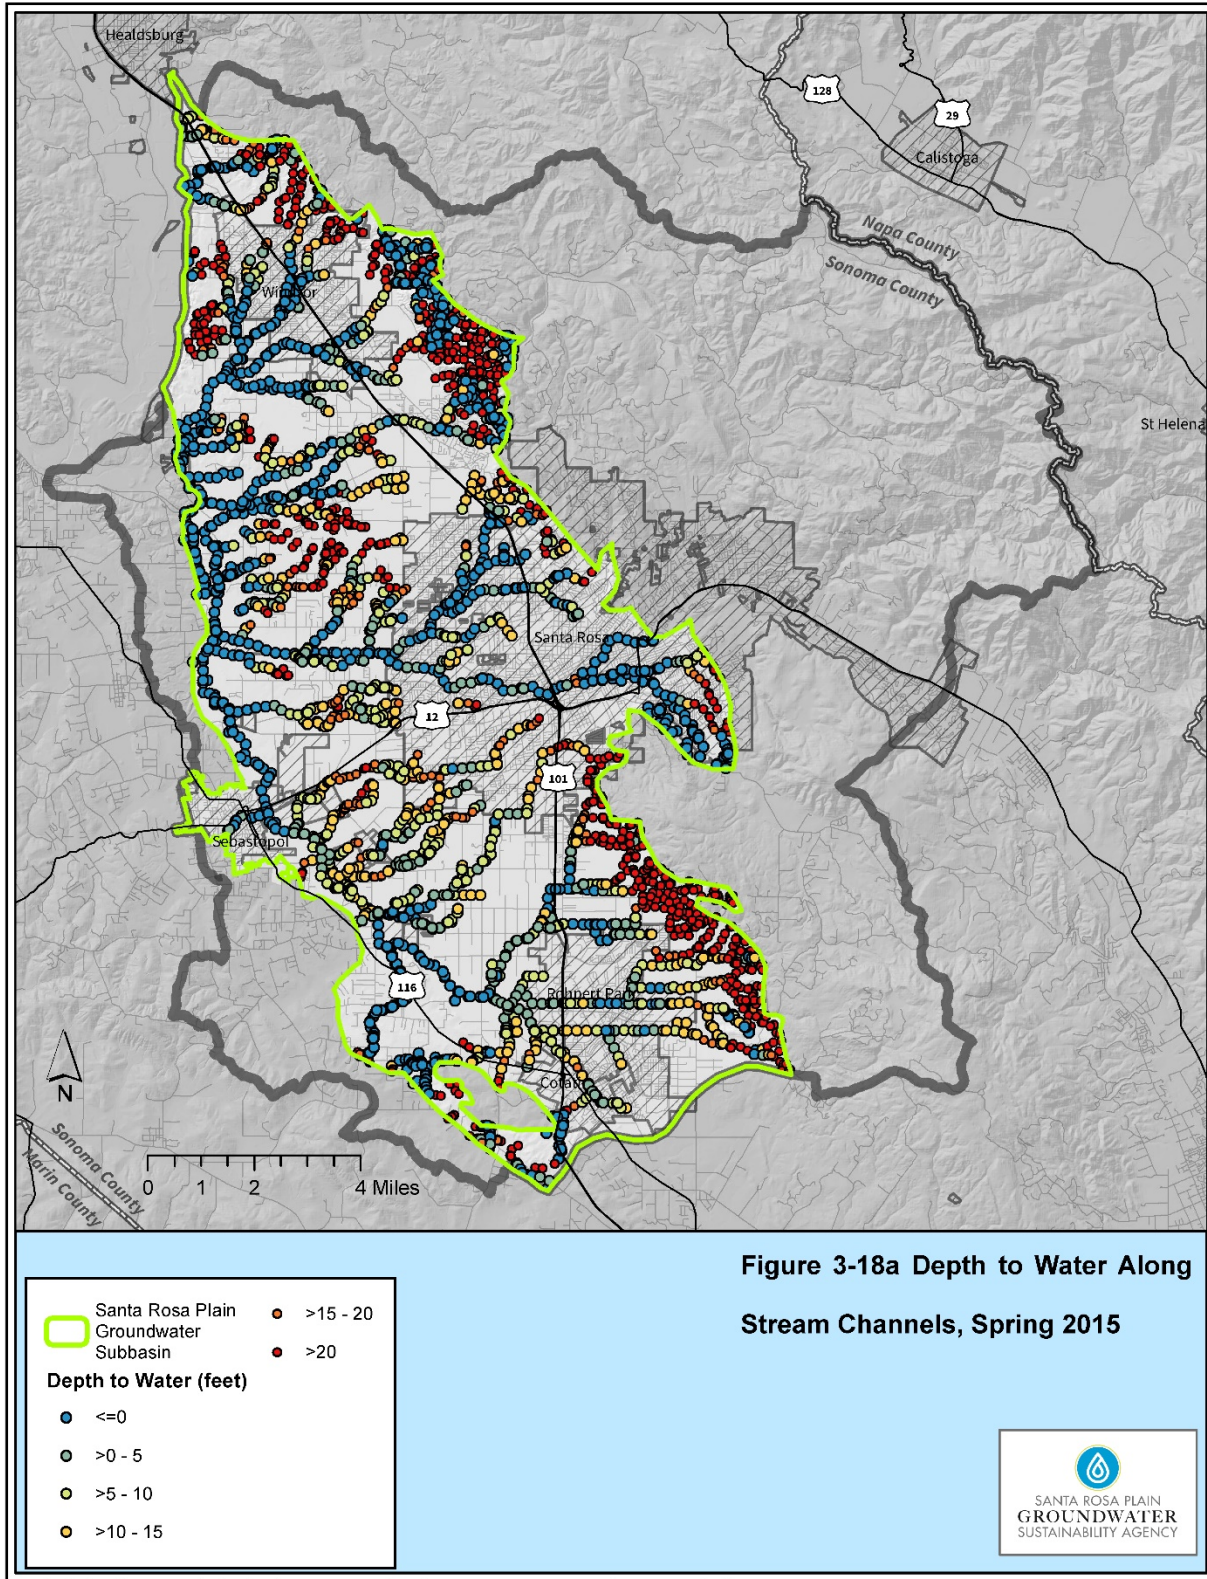 Healdsburg
128
29
Calistoga
Napa County
Sonoma County
Windsor
St Helena
Santa Rosa
12
101
Sebastopol
116
Rohnert Park
Cotati
N
Sonoma County
Marin County
0 1 2 4 Miles
Figure 3-18a Depth to Water Along
Stream Channels, Spring 2015
Santa Rosa Plain
Groundwater
Subbasin
>15 - 20
>20
Depth to Water (feet)
<=0
>0 - 5
>5 - 10
>10 - 15
SANTA ROSA PLAIN
GROUNDWATER
SUSTAINABILITY AGENCY